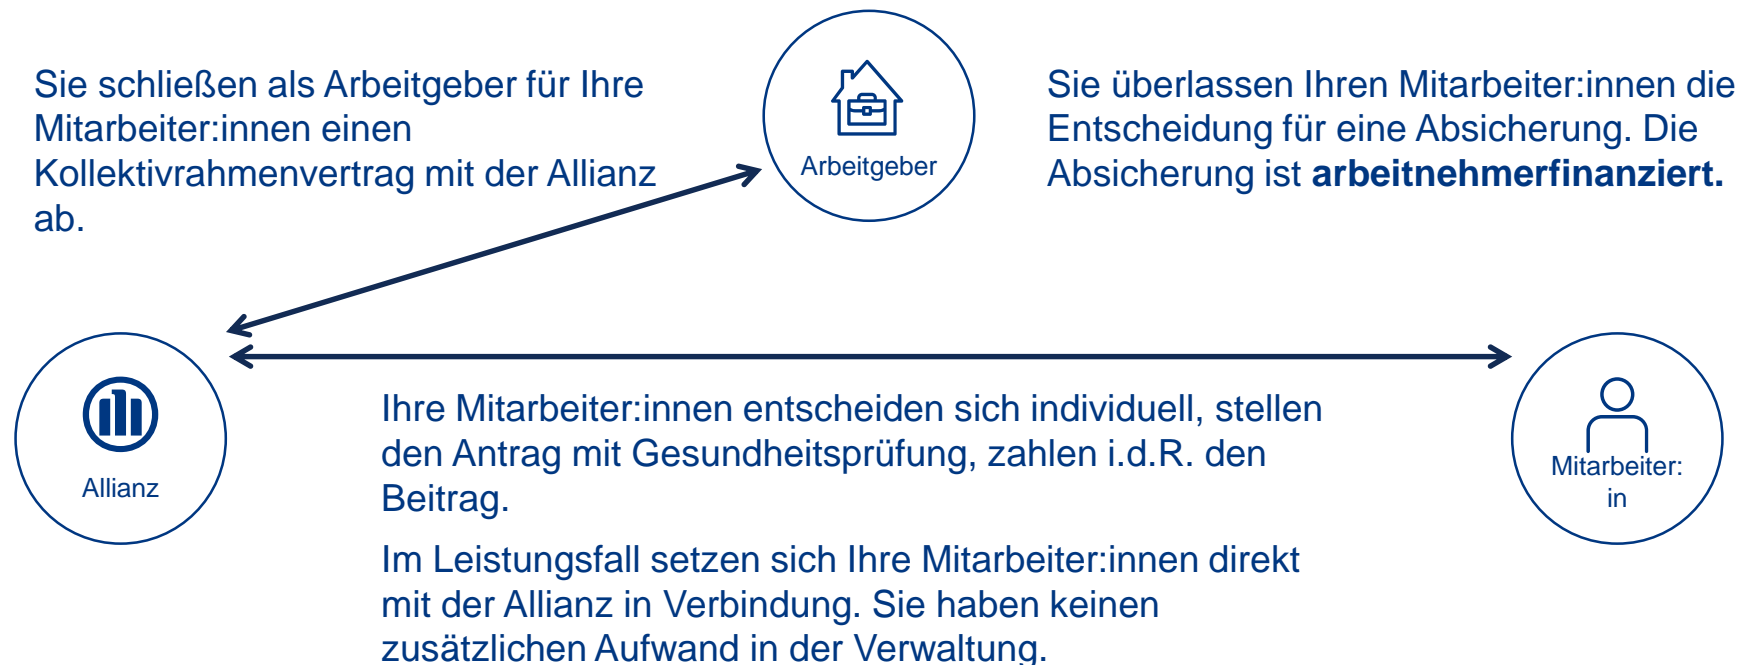 Sie schließen als Arbeitgeber für Ihre
Mitarbeiter:innen einen
Kollektivrahmenvertrag mit der Allianz
ab.
Arbeitgeber
Sie überlassen Ihren Mitarbeiter:innen die
Entscheidung für eine Absicherung. Die
Absicherung ist arbeitnehmerfinanziert.
Allianz
Ihre Mitarbeiter:innen entscheiden sich individuell, stellen
den Antrag mit Gesundheitsprüfung, zahlen i.d.R. den
Beitrag.
Im Leistungsfall setzen sich Ihre Mitarbeiter:innen direkt
mit der Allianz in Verbindung. Sie haben keinen
zusätzlichen Aufwand in der Verwaltung.
Mitarbeiter:
in